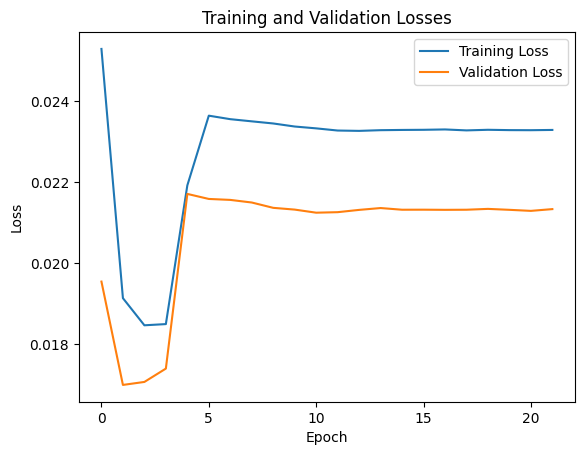 Training and Validation Losses
Training Loss
Validation Loss
Loss
0.024
0.022
0.020
0.018
0
5
10
15
20
Epoch